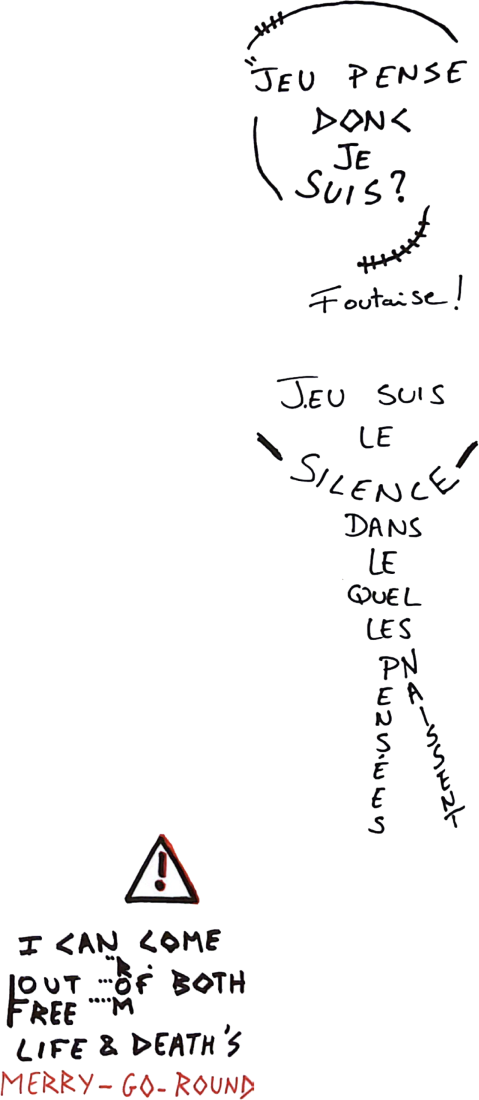 "JEU PENSE
DONC
JE
SUIS?
Foutaise!
JEU SUIS
LE
SILENCE
DANS
LE
QUEL
LES
PENSÉES
NAISSENT
!
I CAN COME
OUT OF BOTH
FREE M
LIFE & DEATH'S
MERRY-GO-ROUND